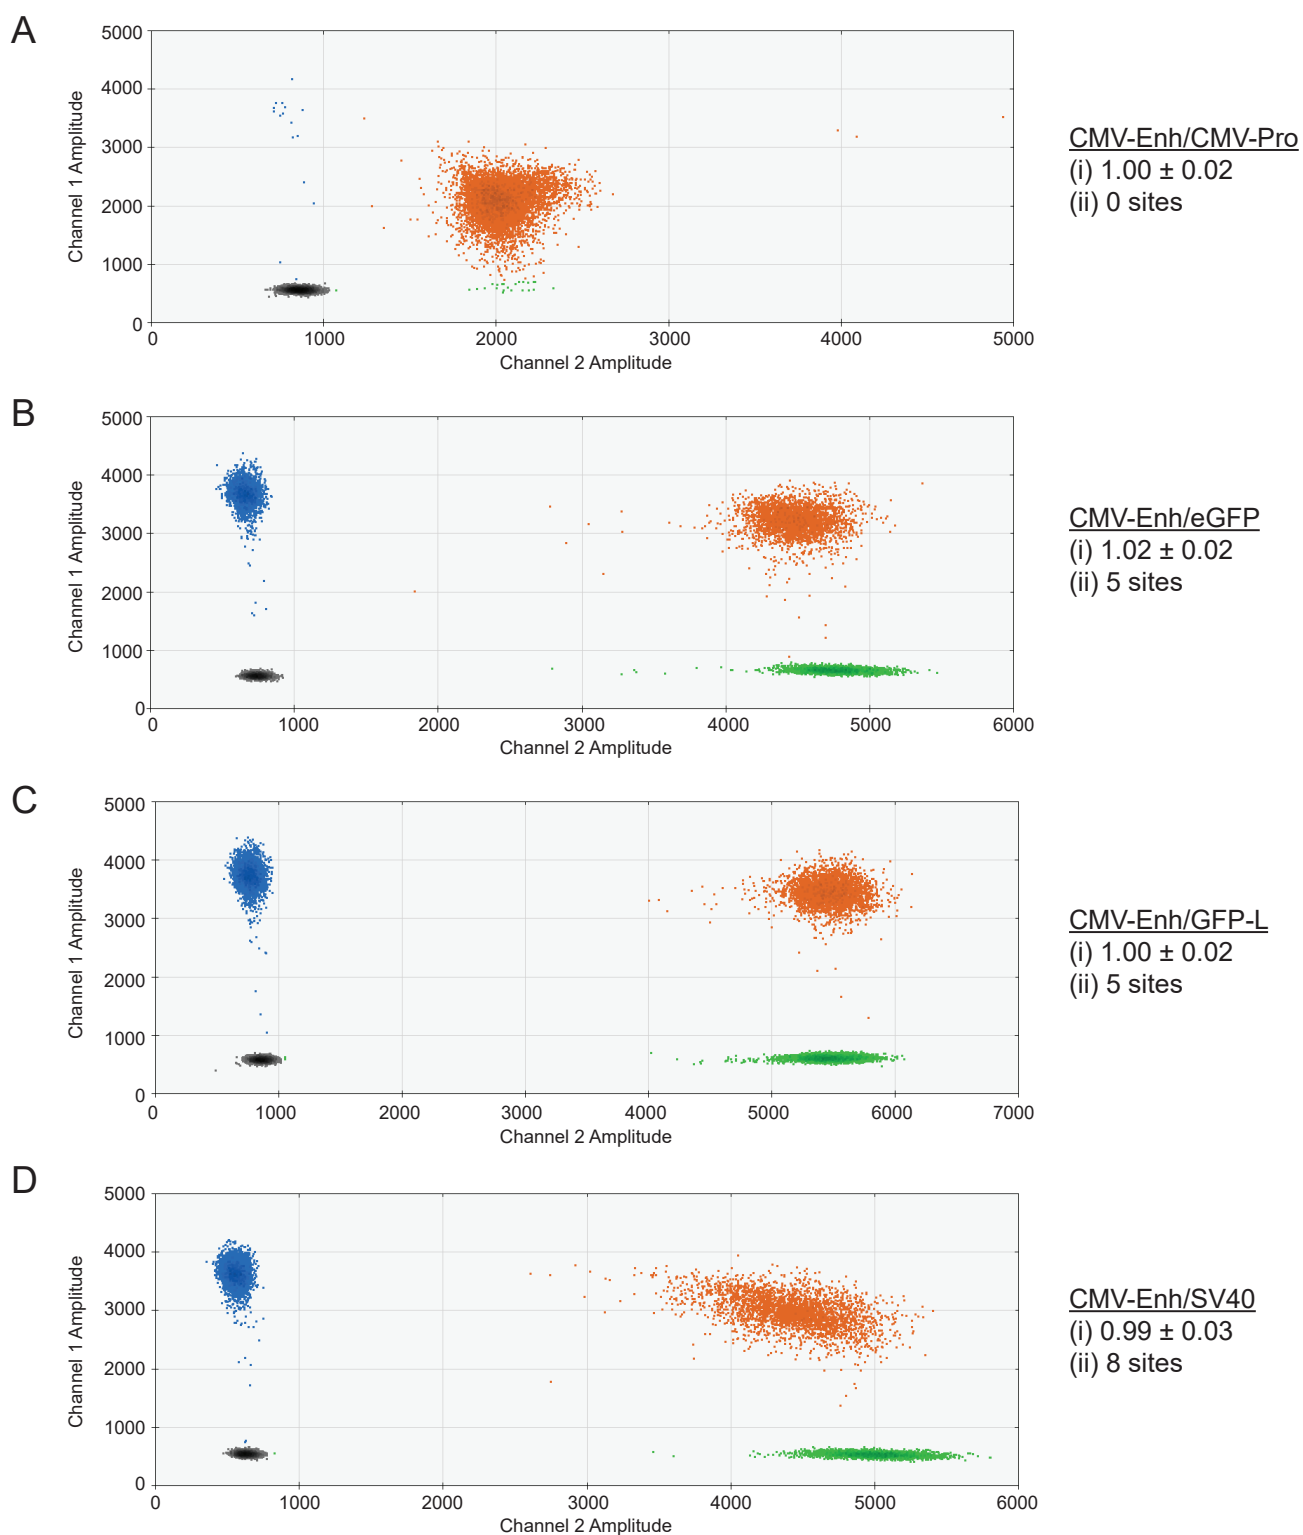 A
5000
4000
3000
2000
1000
0
Channel 1 Amplitude
0 1000 2000 3000 4000 5000
Channel 2 Amplitude
CMV-Enh/CMV-Pro
(i) 1.00 ± 0.02
(ii) 0 sites
B
5000
4000
3000
2000
1000
0
Channel 1 Amplitude
0 1000 2000 3000 4000 5000 6000
Channel 2 Amplitude
CMV-Enh/eGFP
(i) 1.02 ± 0.02
(ii) 5 sites
C
5000
4000
3000
2000
1000
0
Channel 1 Amplitude
0 1000 2000 3000 4000 5000 6000 7000
Channel 2 Amplitude
CMV-Enh/GFP-L
(i) 1.00 ± 0.02
(ii) 5 sites
D
5000
4000
3000
2000
1000
0
Channel 1 Amplitude
0 1000 2000 3000 4000 5000 6000
Channel 2 Amplitude
CMV-Enh/SV40
(i) 0.99 ± 0.03
(ii) 8 sites